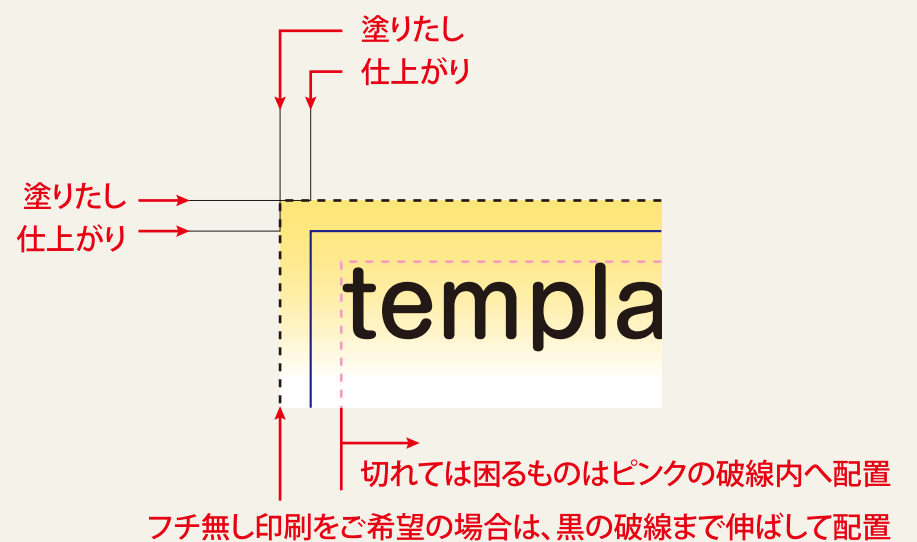 塗りたし
仕上がり
塗りたし
仕上がり
templa
切れては困るものはピンクの破線内へ配置
フチ無し印刷をご希望の場合は、黒の破線まで伸ばして配置